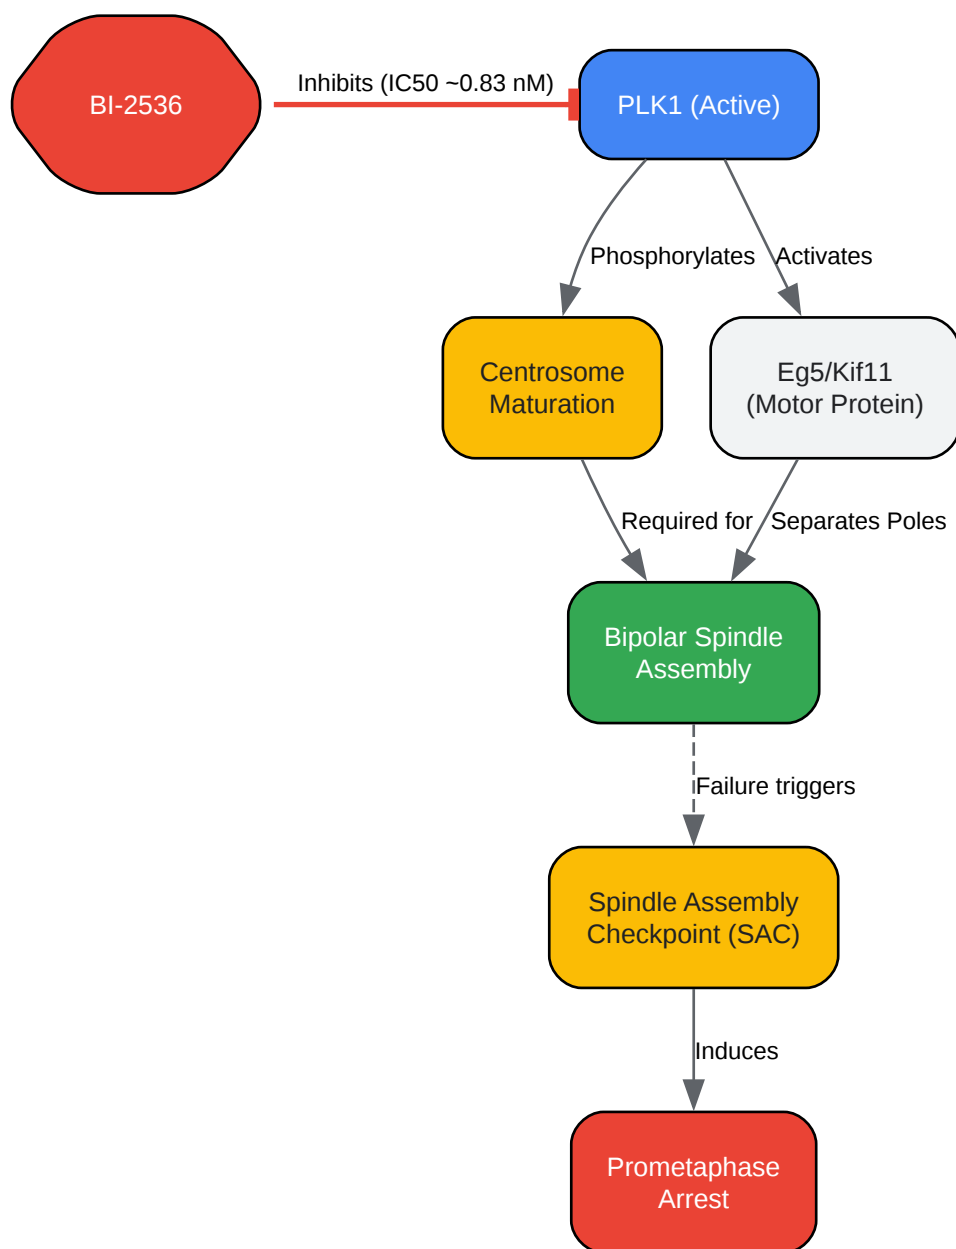 BI-2536
Inhibits (IC50 ~0.83 nM)
PLK1 (Active)
Phosphorylates
Activates
Centrosome
Maturation
Eg5/Kif11
(Motor Protein)
Required for
Separates Poles
Bipolar Spindle
Assembly
Failure triggers
Spindle Assembly
Checkpoint (SAC)
Induces
Prometaphase
Arrest